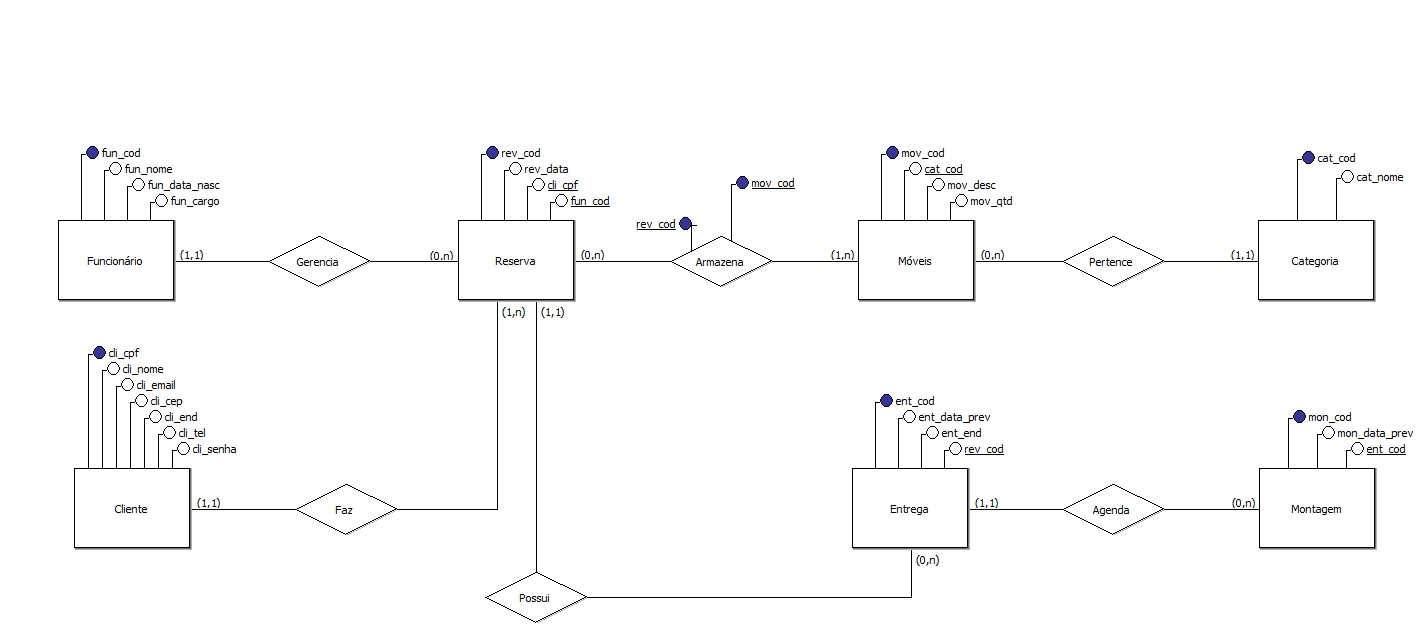 fun_cod
fun_nome
fun_data_nasc
fun_cargo
Funcionário
(1,1)
Gerencia
(0.n)
rev_cod
rev_data
cli_cpf
fun_cod
Reserva
(0,n)
rev_cod
mov_cod
Armazena
(1,n)
mov_cod
cat_cod
mov_desc
mov_qtd
Móveis
(0,n)
Pertence
(1,1)
cat_cod
cat_nome
Categoria
(1,n)
(1,1)
cli_cpf
cli_nome
cli_email
cli_cep
cli_end
cli_tel
cli_senha
Cliente
(1,1)
Faz
ent_cod
ent_data_prev
ent_end
rev_cod
Entrega
(1,1)
Agenda
(0,n)
mon_cod
mon_data_prev
ent_cod
Montagem
(0,n)
Possui